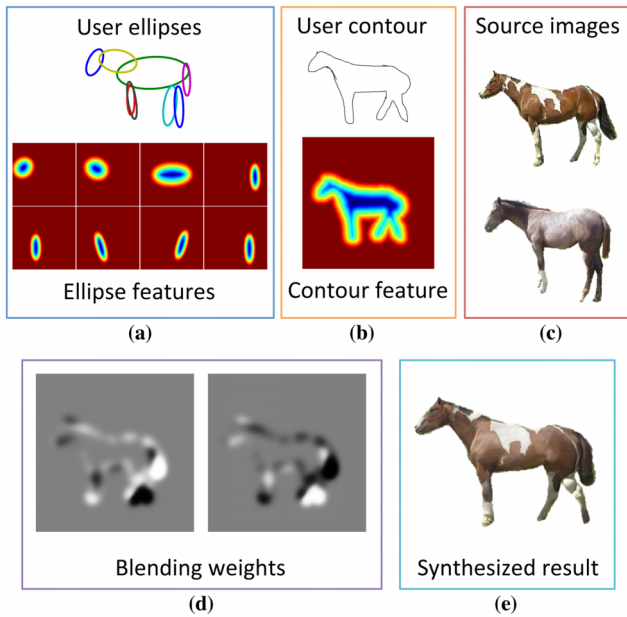 User ellipses
User contour
Source images
Ellipse features
Contour feature
(a)
(b)
(c)
Blending weights
Synthesized result
(d)
(e)